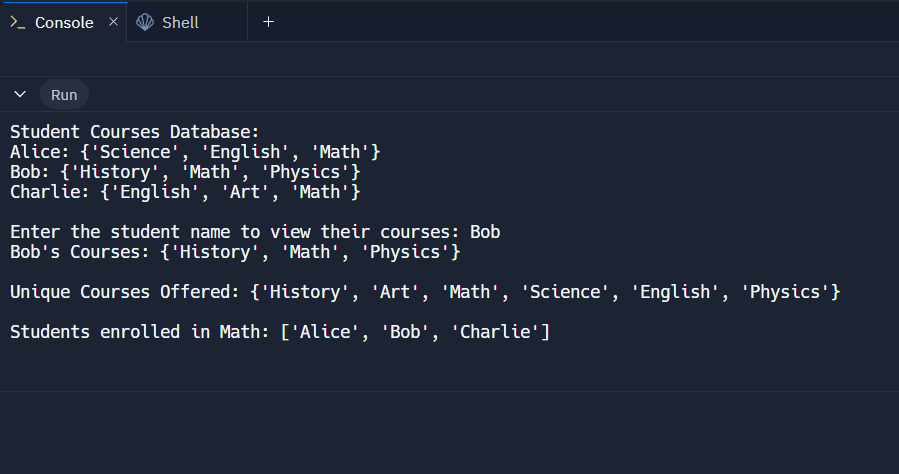 Console
Shell
Run
Student Courses Database:
Alice: {'Science', 'English', 'Math'}
Bob: {'History', 'Math', 'Physics'}
Charlie: {'English', 'Art', 'Math'}
Enter the student name to view their courses: Bob
Bob's Courses: {'History', 'Math', 'Physics'}
Unique Courses Offered: {'History', 'Art', 'Math', 'Science', 'English', 'Physics'}
Students enrolled in Math: ['Alice', 'Bob', 'Charlie']